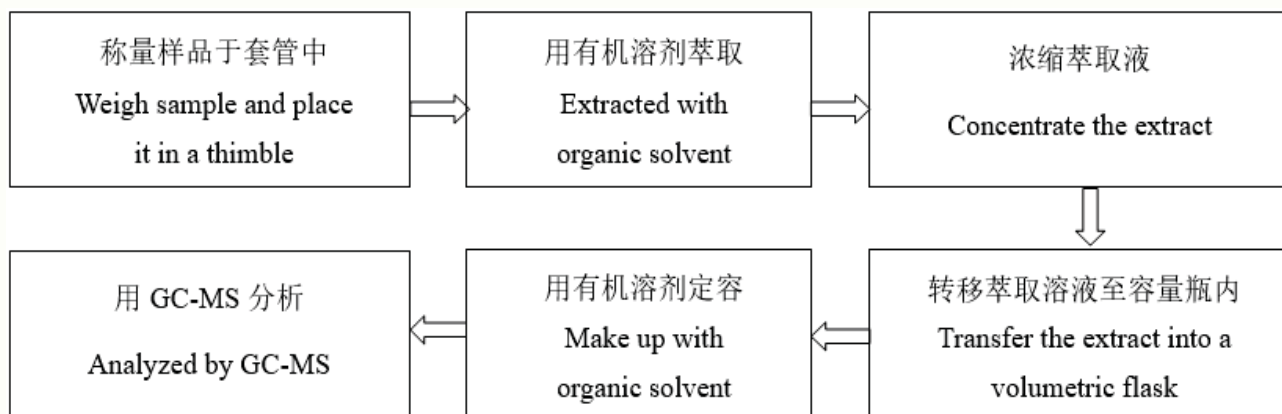 称量样品于套管中
Weigh sample and place
it in a thimble
用有机溶剂萃取
Extracted with
organic solvent
浓缩萃取液
Concentrate the extract
转移萃取溶液至容量瓶内
Transfer the extract into a
volumetric flask
用有机溶剂定容
Make up with
organic solvent
用 GC-MS 分析
Analyzed by GC-MS